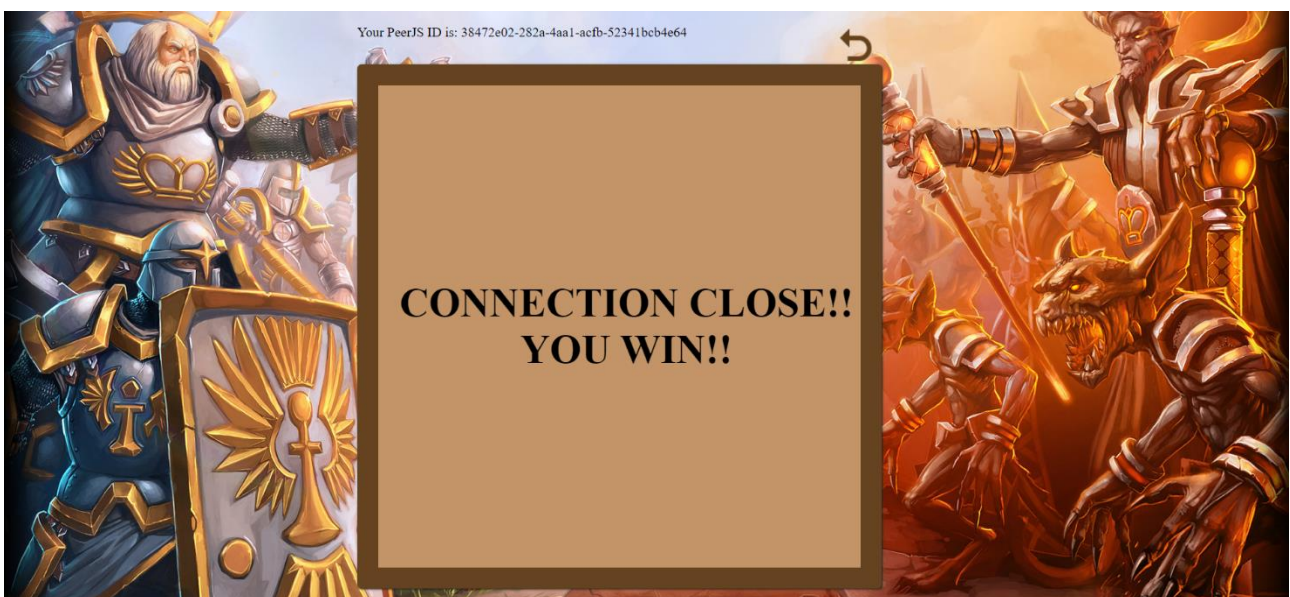 Your PeerJS ID is: 38472e02-282a-4aa1-acfb-52341bcb4e64
CONNECTION CLOSE!!
YOU WIN!!